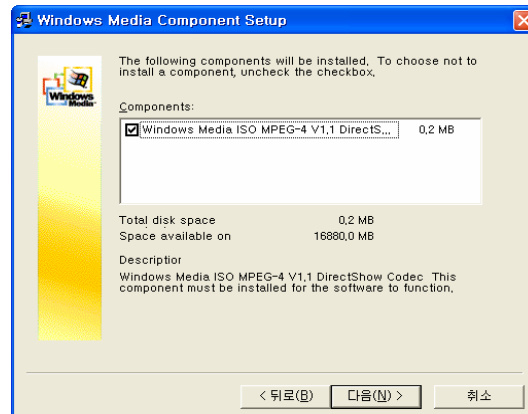 Windows Media Component Setup
The following components will be installed. To choose not to
install a component, uncheck the checkbox.
Windows
Media
Components:
Windows Media ISO MPEG-4 V1.1 DirectS... 0.2 MB
Total disk space 0.2 MB
Space available on 16880.0 MB
Descriptior
Windows Media ISO MPEG-4 V1.1 DirectShow Codec This
component must be installed for the software to function.
< 뒤로(B) 다음(N) > 취소